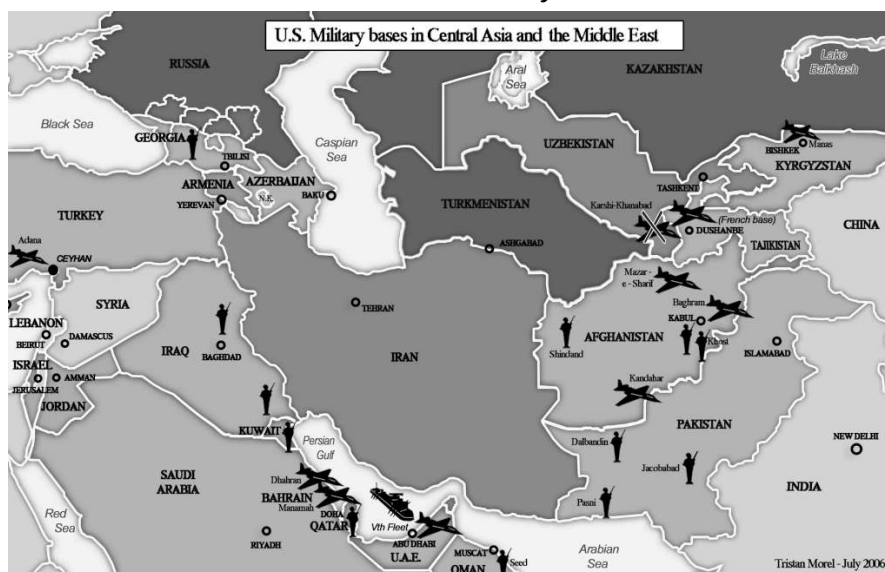 U.S. Military bases in Central Asia and the Middle East
RUSSIA
KAZAKHSTAN
Lake
Balkhash
Aral
Sea
Black Sea
Caspian
Sea
GEORGIA
TBILISI
ARMENIA
AZERBAIJAN
YEREVAN
N.K.
BAKU
UZBEKISTAN
TASHKENT
BISHKEK
Manas
KYRGYZSTAN
TURKEY
Adana
CEYHAN
TURKMENISTAN
ASHGABAD
Karshi-Khanabad
(French base)
DUSHANBE
TAJIKISTAN
CHINA
SYRIA
LEBANON
BEIRUT
DAMASCUS
ISRAEL
JERUSALEM
AMMAN
JORDAN
IRAQ
BAGHDAD
TEHRAN
IRAN
Mazar -
e - Sharif
Baghram
KABUL
AFGHANISTAN
Shindand
Khost
ISLAMABAD
Kandahar
PAKISTAN
Dalbandin
Jacobabad
Pasni
NEW DELHI
INDIA
KUWAIT
Persian
Gulf
SAUDI
ARABIA
Dhahran
BAHRAIN
Manamah
DOHA
QATAR
Vth Fleet
ABU DHABI
U.A.E.
RIYADH
Red
Sea
MUSCAT
OMAN
Seed
Arabian
Sea
Tristan Morel - July 2006